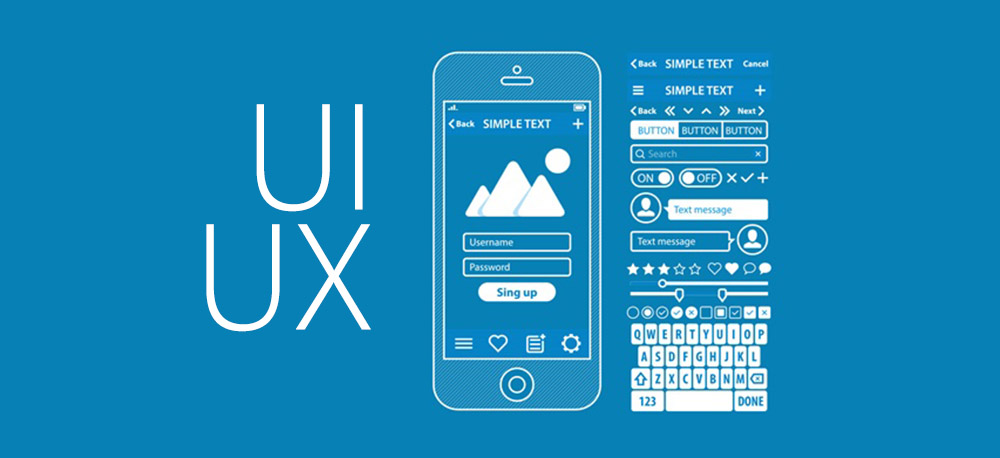 UI
UX
Back SIMPLE TEXT
Username
Password
Sing up
Back SIMPLE TEXT Cancel
SIMPLE TEXT
Back Next
BUTTON BUTTON BUTTON
Search
ON OFF
Text message
Text message
Q W E R T Y U I O P
A S D F G H J K L
Z X C V B N M
123 DONE